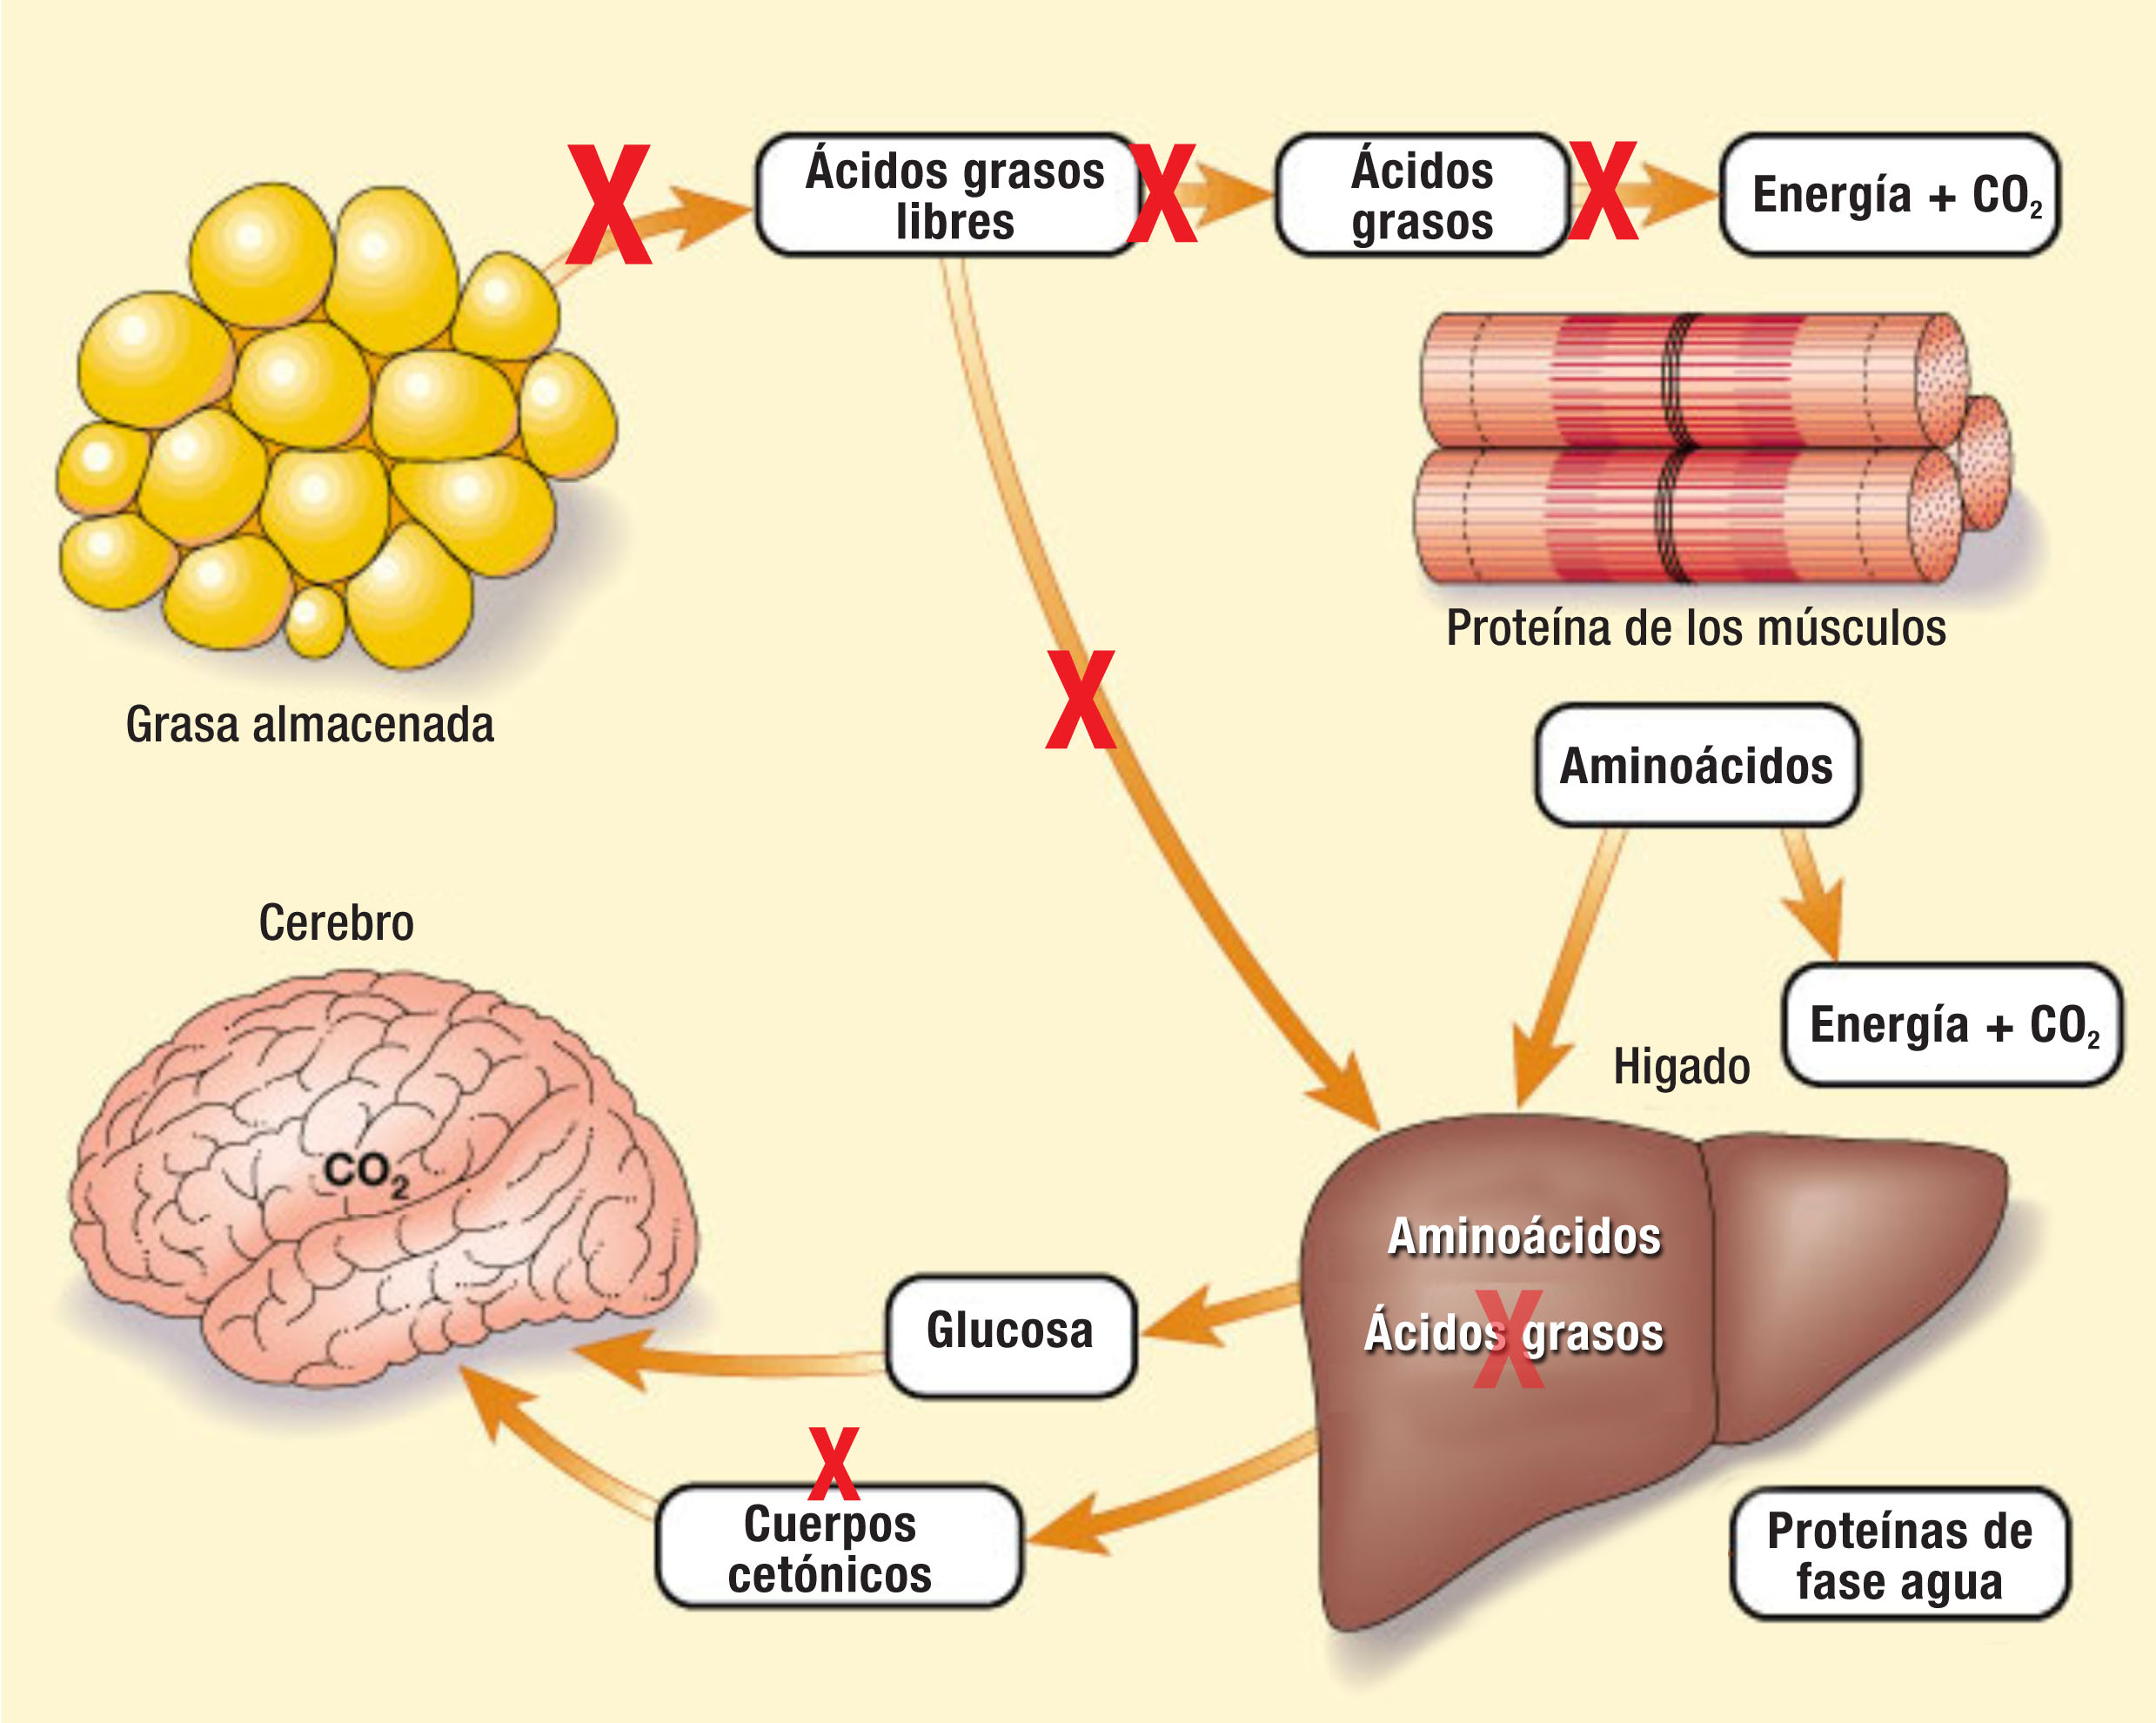 Ácidos grasos
libres
Ácidos
grasos
Energía + CO₂
Proteína de los músculos
Grasa almacenada
Aminoácidos
Cerebro
Energía + CO₂
Higado
CO₂
Aminoácidos
Ácidos grasos
Glucosa
Cuerpos
cetónicos
Proteínas de
fase agua